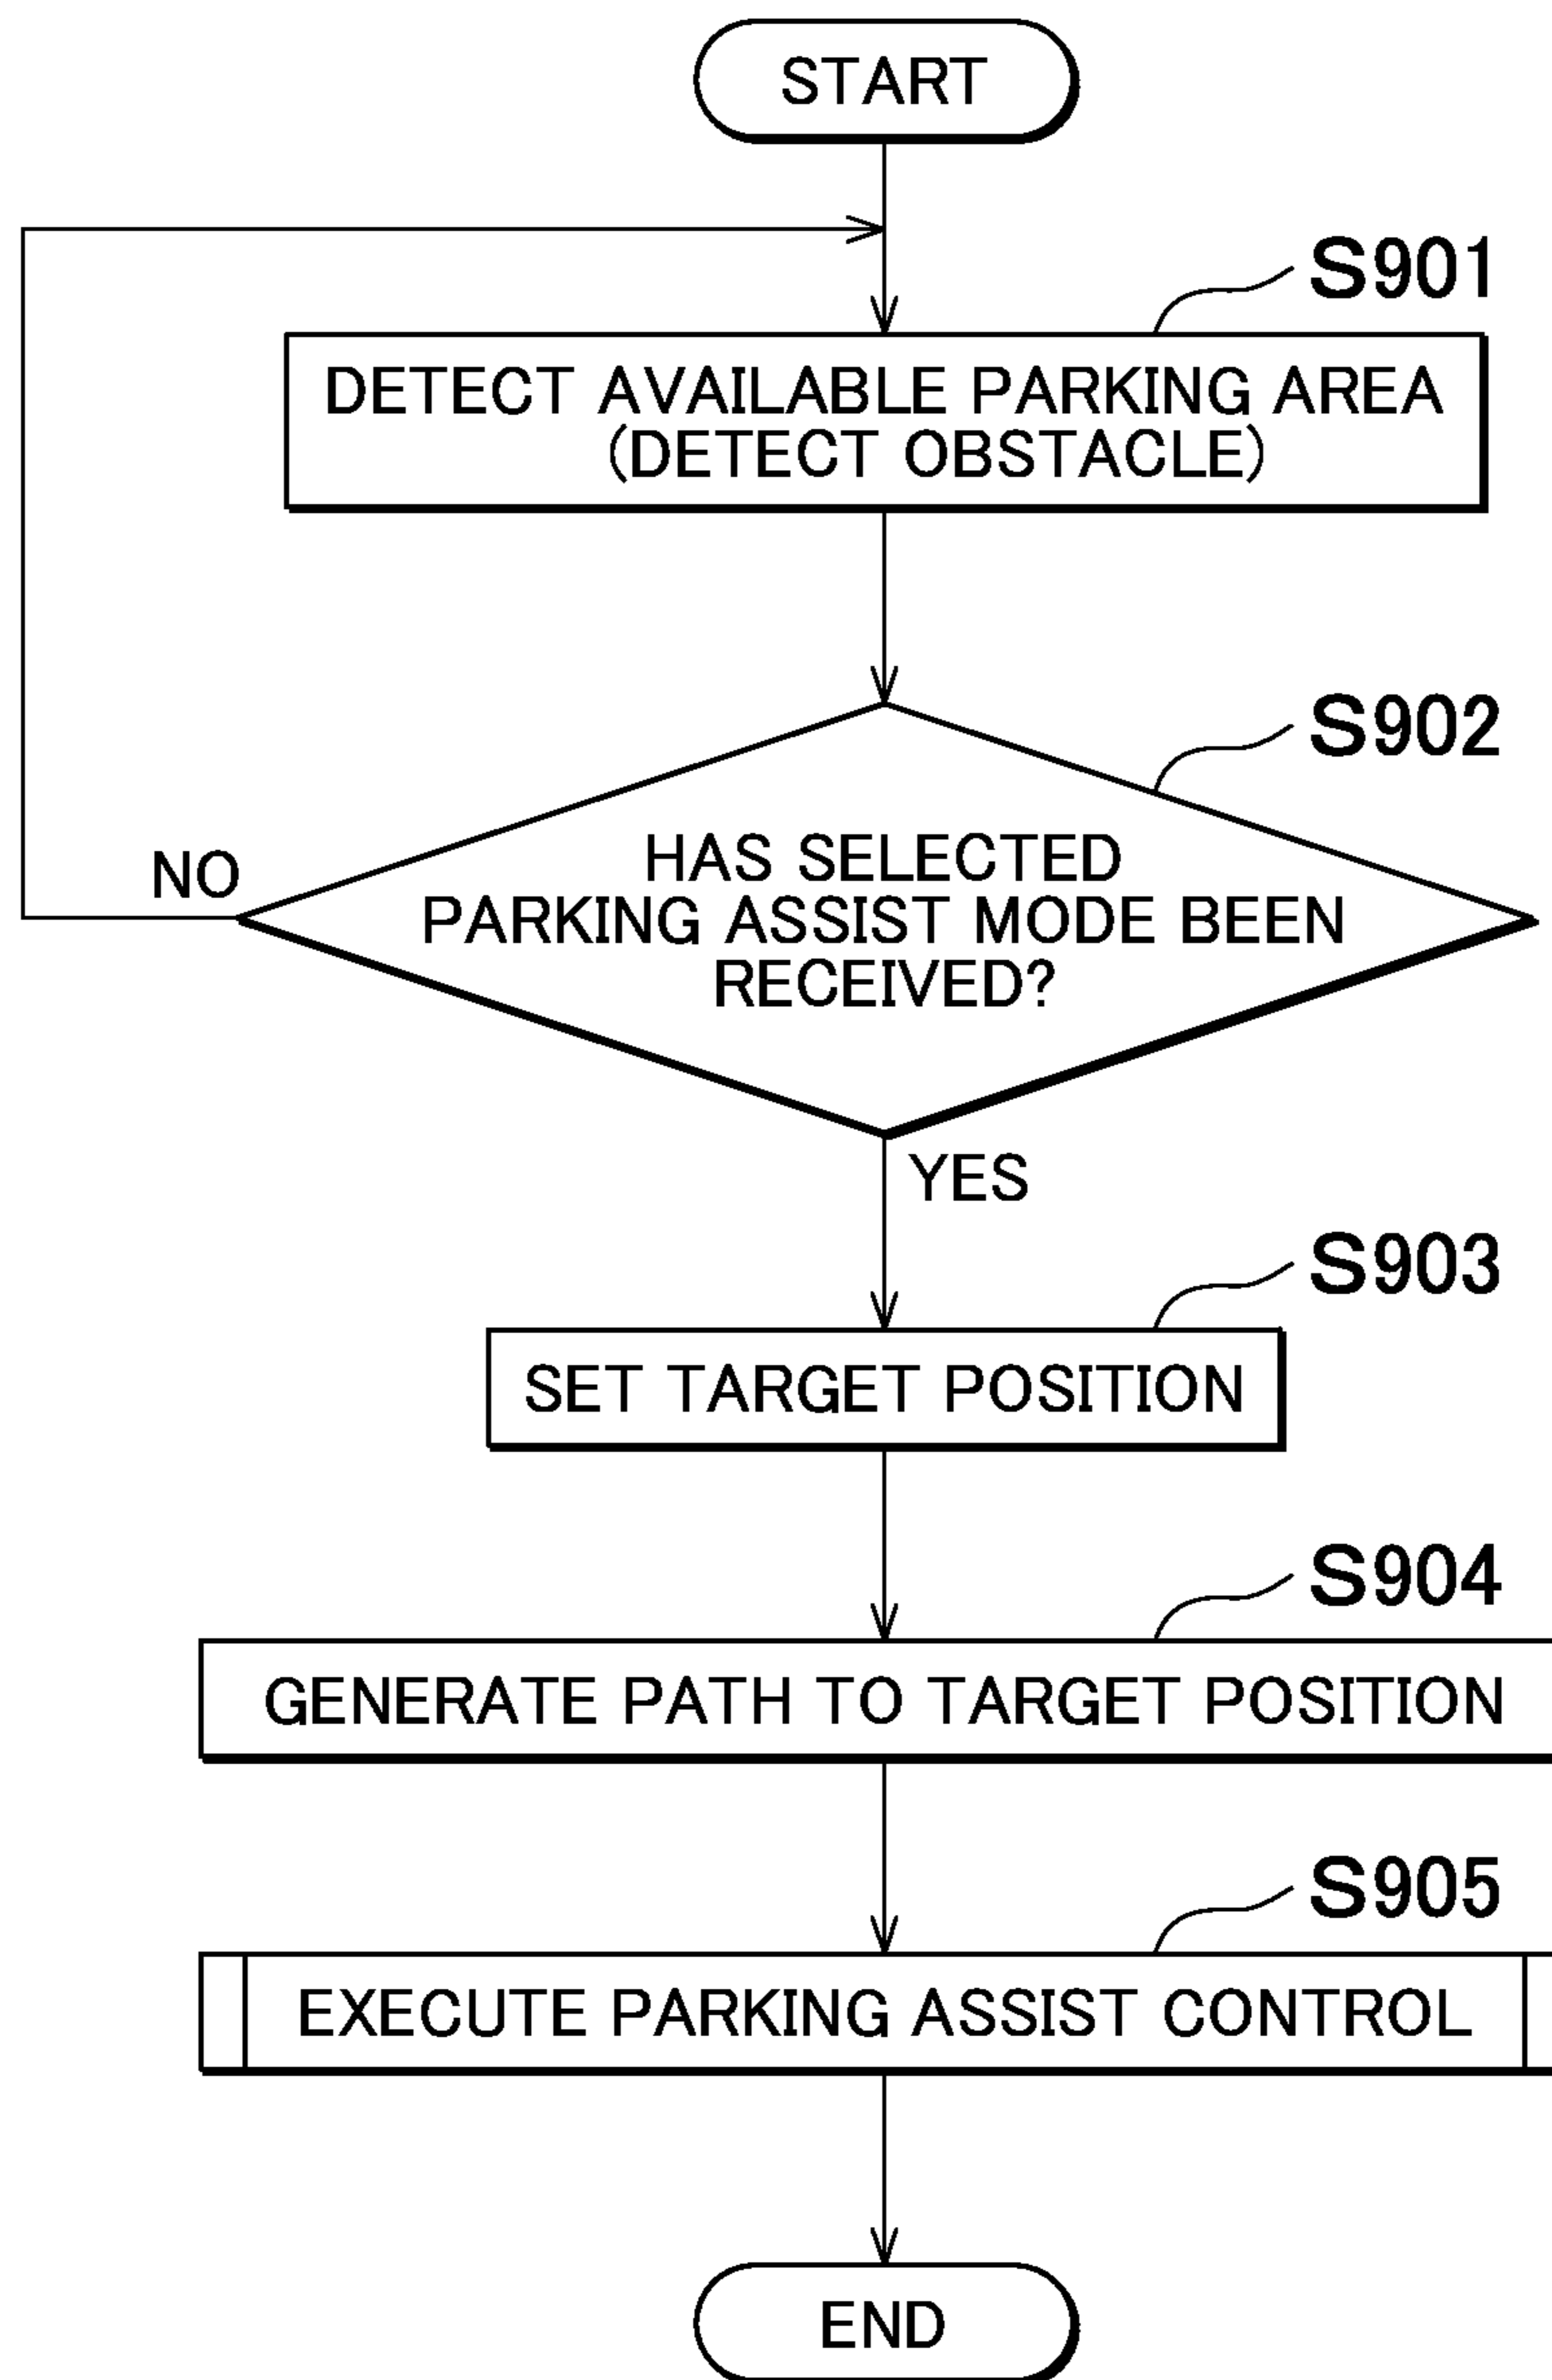 START
S901
DETECT AVAILABLE PARKING AREA
(DETECT OBSTACLE)
S902
HAS SELECTED
PARKING ASSIST MODE BEEN
RECEIVED?
NO
YES
S903
SET TARGET POSITION
S904
GENERATE PATH TO TARGET POSITION
S905
EXECUTE PARKING ASSIST CONTROL
END